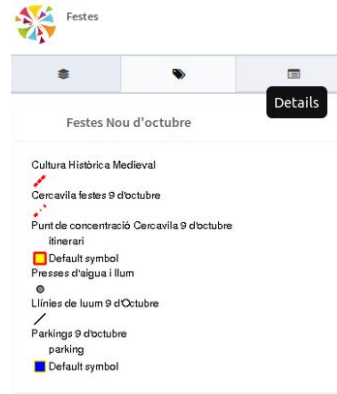 Festes
Details
Festes Nou d'octubre
Cultura Històrica Medieval
Cercavila festes 9 d'octubre
Punt de concentració Cercavila 9 d'octubre
itinerari
Default symbol
Presses d'aigua i llum
Llínies de luum 9 d'Octubre
Parkings 9 d'octubre
parking
Default symbol